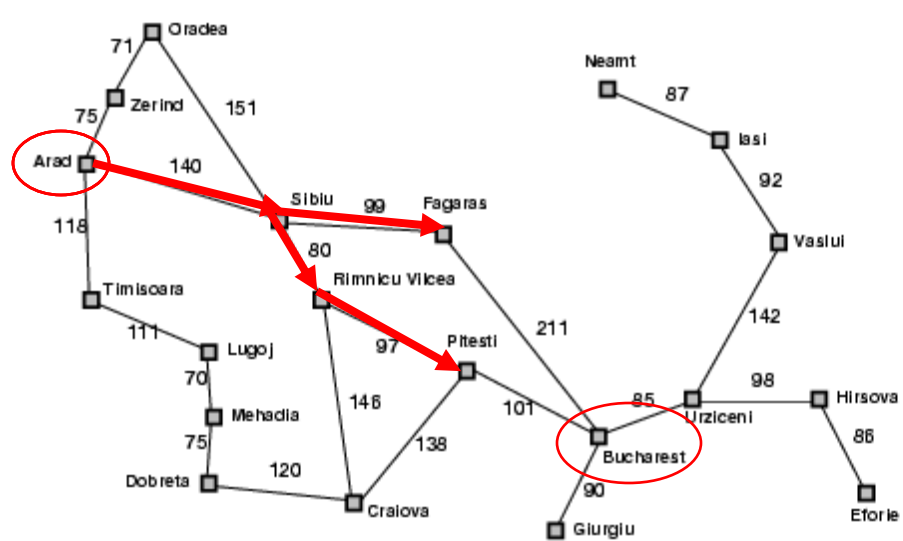 Oradea
71
Neamt
87
Zerind
151
75
Iasi
Arad
140
92
Sibiu
99
Fagaras
118
80
Vaslui
Rimnicu Vilcea
Timisoara
142
111
211
Lugoj
97
Pitesti
70
98
Hirsova
146
101
85
Urziceni
Mehadia
75
138
86
Bucharest
Dobreta
120
90
Craiova
Eforie
Giurgiu